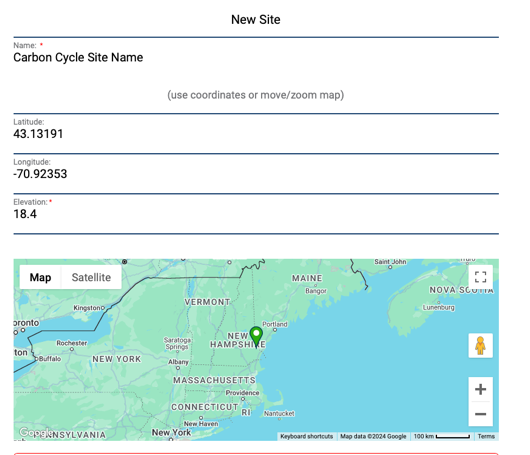 New Site
Name: *
Carbon Cycle Site Name
(use coordinates or move/zoom map)
Latitude:
43.13191
Longitude:
-70.92353
Elevation:*
18.4
Map
Satellite
Saint John
MAINE
Bangor
NOVA SCOTIA
VERMONT
Lunenburg
Kingston
oronto
Portland
Rochester
Saratoga
Springs
NEW
HAMPSHIRE
ton
Buffalo
NEW YORK
Albany
MASSACHUSETTS
Providence
CONNECTICUT
RI
Nantucket
New Haven
Google
NNSYLVANIA
New York
Keyboard shortcuts
Map data ©2024 Google
100 km
Terms